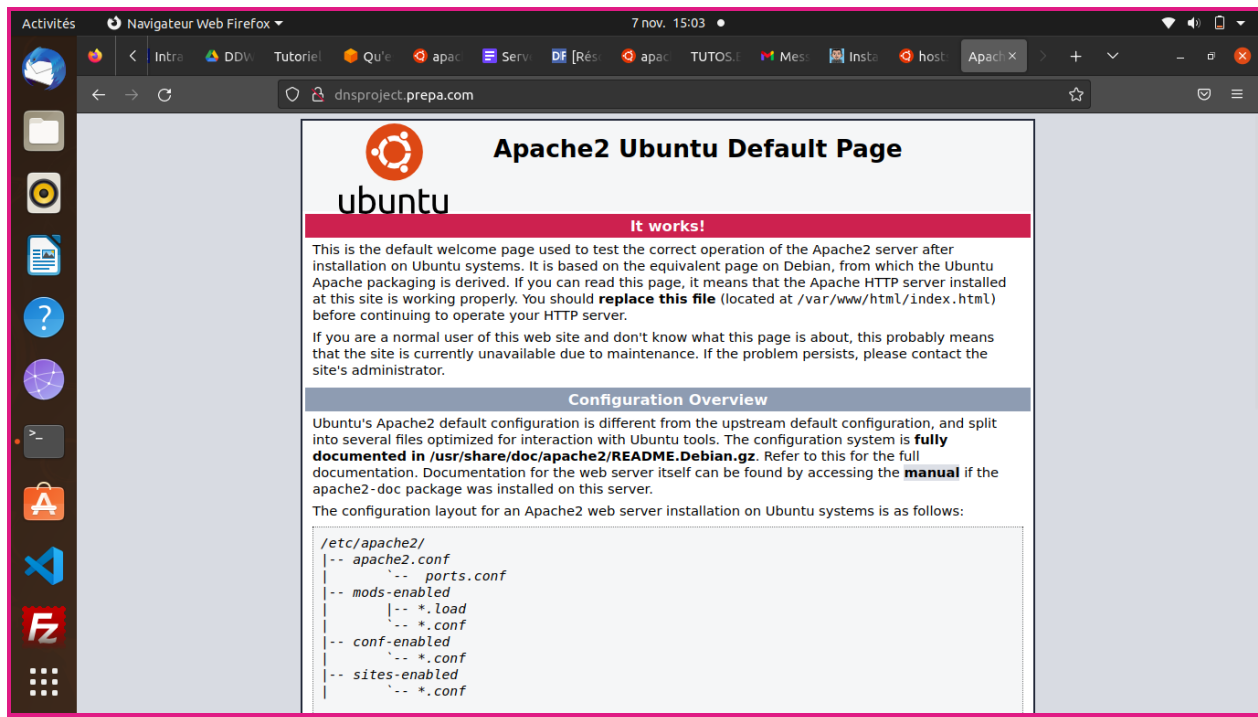 Activités Navigateur Web Firefox 7 nov. 15:03
Intra DDW Tutoriel Qu'e apac Serv DF [Rés apac TUTOS.E Mess Insta host Apach
dnsproject.prepa.com
ubuntu
Apache2 Ubuntu Default Page
It works!
This is the default welcome page used to test the correct operation of the Apache2 server after
installation on Ubuntu systems. It is based on the equivalent page on Debian, from which the Ubuntu
Apache packaging is derived. If you can read this page, it means that the Apache HTTP server installed
at this site is working properly. You should replace this file (located at /var/www/html/index.html)
before continuing to operate your HTTP server.
If you are a normal user of this web site and don't know what this page is about, this probably means
that the site is currently unavailable due to maintenance. If the problem persists, please contact the
site's administrator.
Configuration Overview
Ubuntu's Apache2 default configuration is different from the upstream default configuration, and split
into several files optimized for interaction with Ubuntu tools. The configuration system is fully
documented in /usr/share/doc/apache2/README.Debian.gz. Refer to this for the full
documentation. Documentation for the web server itself can be found by accessing the manual if the
apache2-doc package was installed on this server.
The configuration layout for an Apache2 web server installation on Ubuntu systems is as follows:
/etc/apache2/
|-- apache2.conf
|       `--  ports.conf
|-- mods-enabled
|       |-- *.load
|       `-- *.conf
|-- conf-enabled
|       `-- *.conf
|-- sites-enabled
|       `-- *.conf